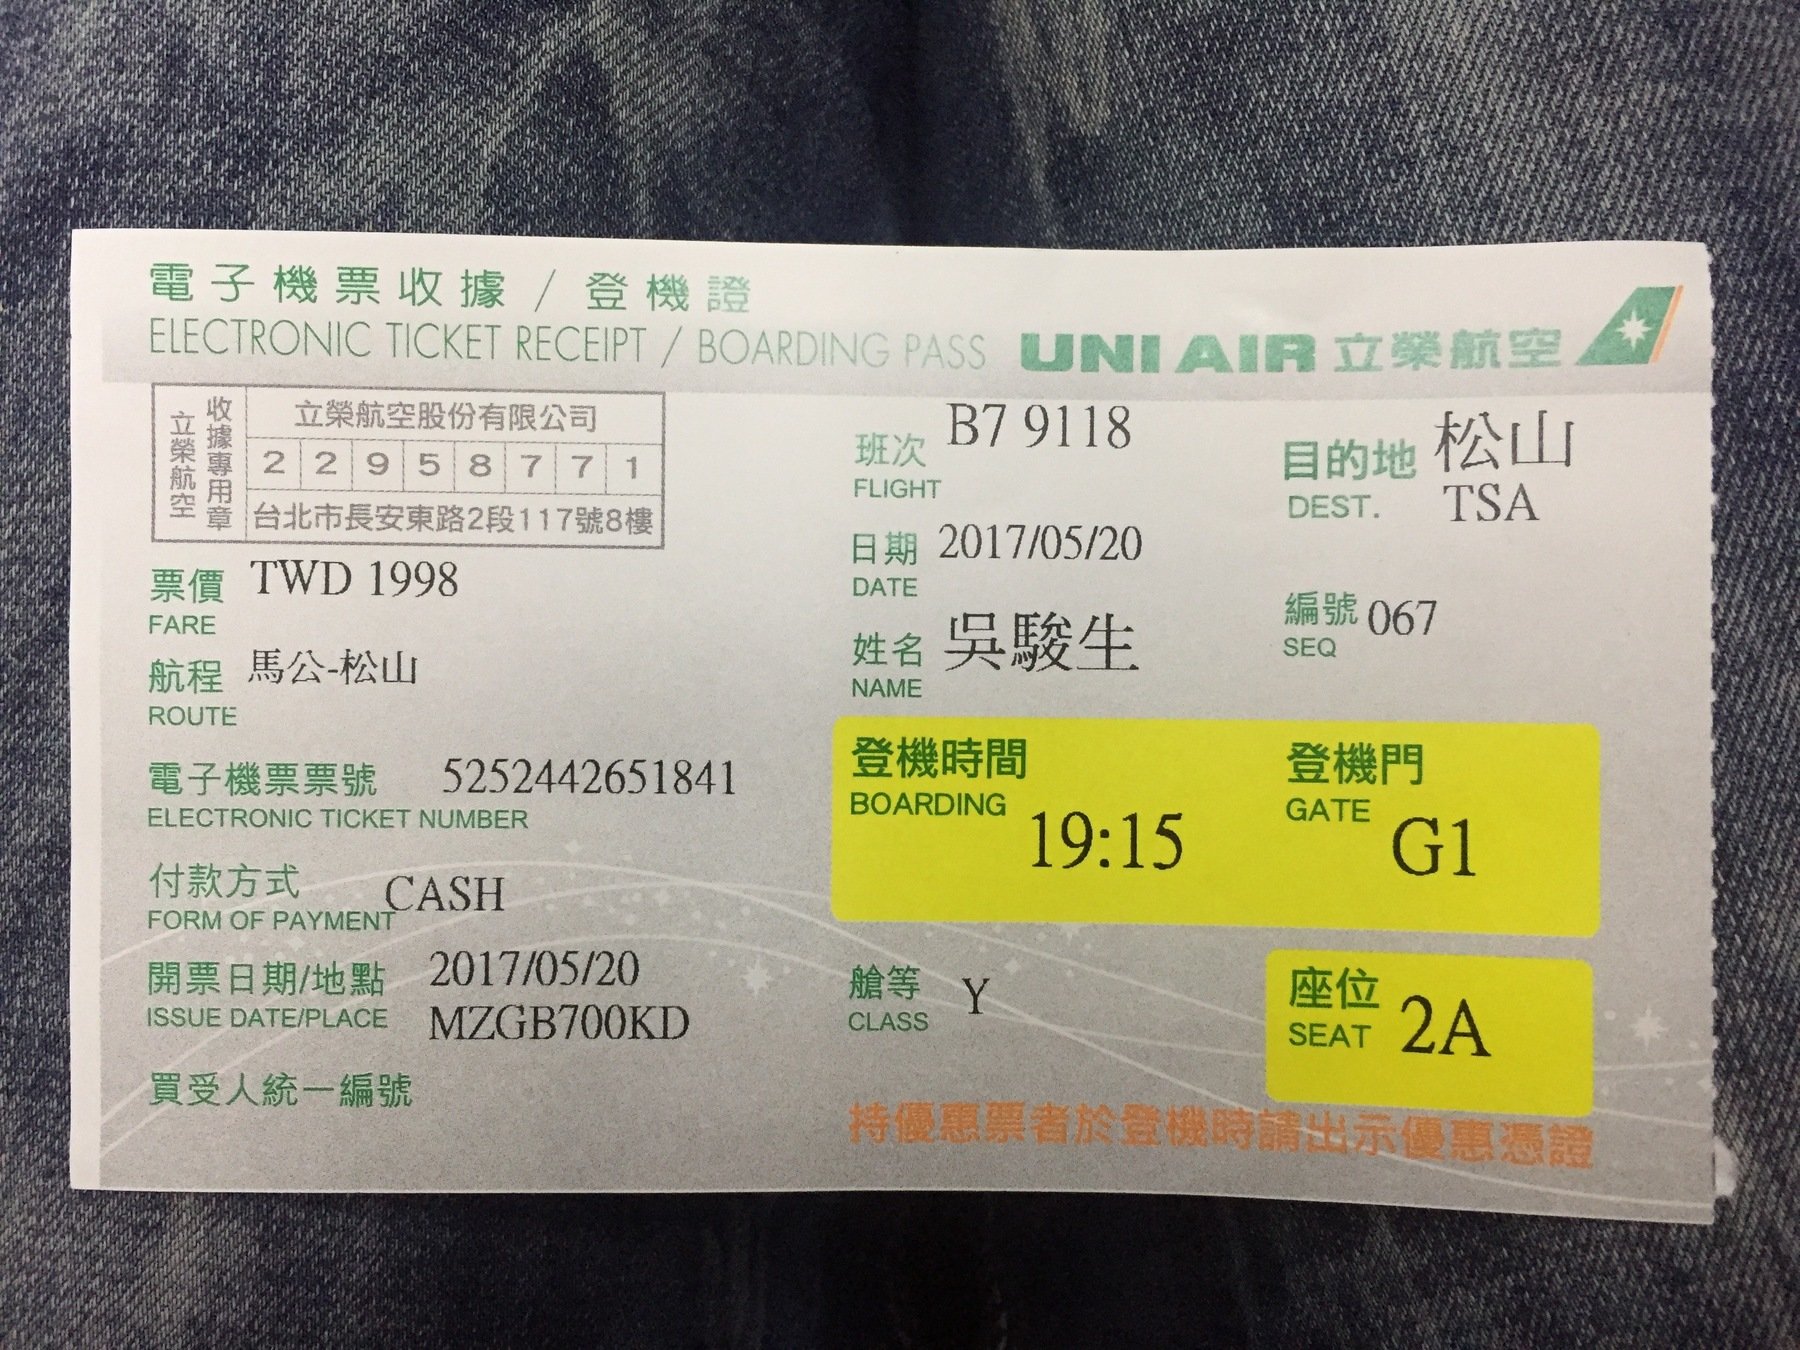 電子機票收據 / 登機證
ELECTRONIC TICKET RECEIPT / BOARDING PASS
UNI AIR 立榮航空
立榮航空
收據專用章
立榮航空股份有限公司
2 2 9 5 8 7 7 1
台北市長安東路2段117號8樓
票價 TWD 1998
FARE
航程 馬公-松山
ROUTE
電子機票票號 5252442651841
ELECTRONIC TICKET NUMBER
付款方式 CASH
FORM OF PAYMENT
開票日期/地點 2017/05/20
ISSUE DATE/PLACE MZGB700KD
買受人統一編號
班次 B7 9118
FLIGHT
目的地 松山
DEST. TSA
日期 2017/05/20
DATE
編號 067
SEQ
姓名 吳駿生
NAME
登機時間
BOARDING 19:15
登機門
GATE G1
艙等 Y
CLASS
座位 2A
SEAT
持優惠票者於登機時請出示優惠憑證